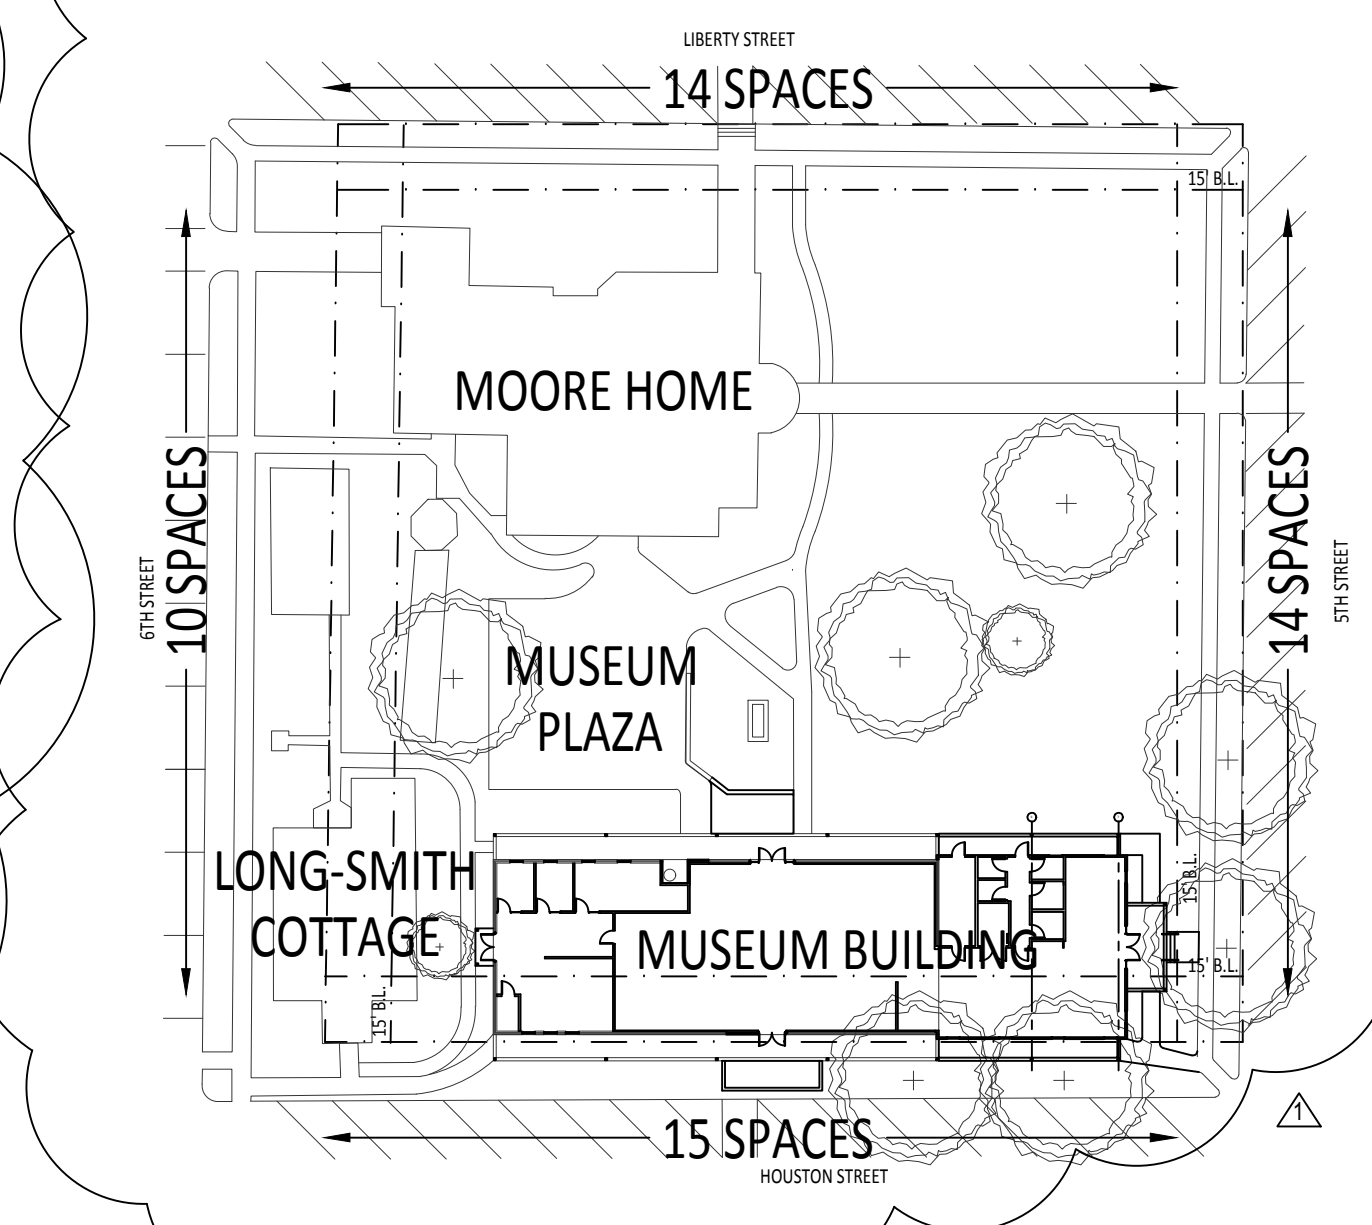 LIBERTY STREET
14 SPACES
15' B.L.
MOORE HOME
6TH STREET
10 SPACES
14 SPACES
5TH STREET
MUSEUM
PLAZA
LONG-SMITH
COTTAGE
MUSEUM BUILDING
15' B.L.
15' B.L.
15' B.L.
1
15 SPACES
HOUSTON STREET